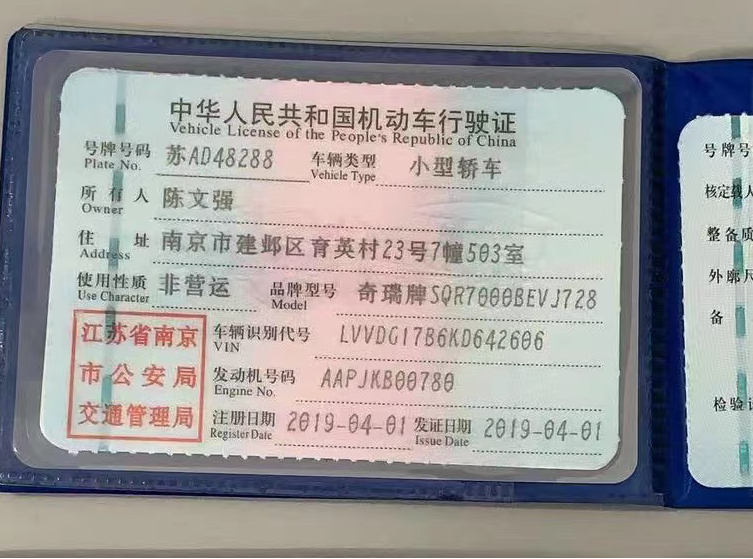 中华人民共和国机动车行驶证
Vehicle License of the People's Republic of China
号牌号码 苏AD48288 车辆类型 小型轿车
Plate No. Vehicle Type
所有人 陈文强
Owner
住址 南京市建邺区育英村23号7幢503室
Address
使用性质 非营运 品牌型号 奇瑞牌SQR7000BEVJ728
Use Character Model
江苏省南京
市公安局
交通管理局
车辆识别代号 LVVDG17B6KD642606
VIN
发动机号码 AAPJKB00780
Engine No.
注册日期 2019-04-01 发证日期 2019-04-01
Register Date Issue Date
号牌号
核定载人
整备质
外廓尺
备
检验记